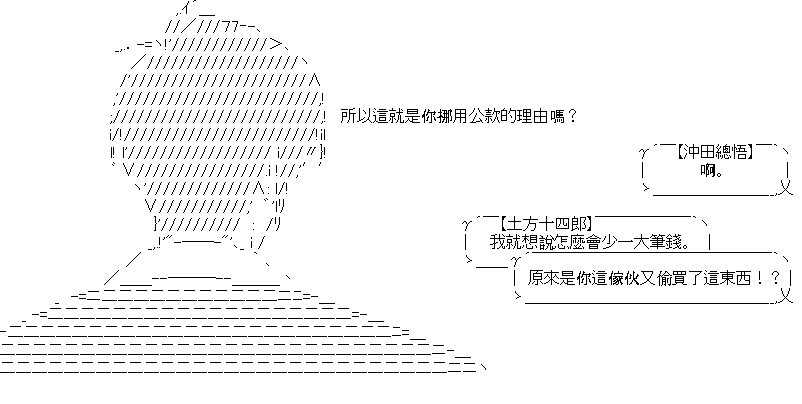 所以這就是你挪用公款的理由嗎？
【沖田總悟】
啊。
【土方十四郎】
我就想說怎麼會少一大筆錢。
原來是你這傢伙又偷買了這東西！？